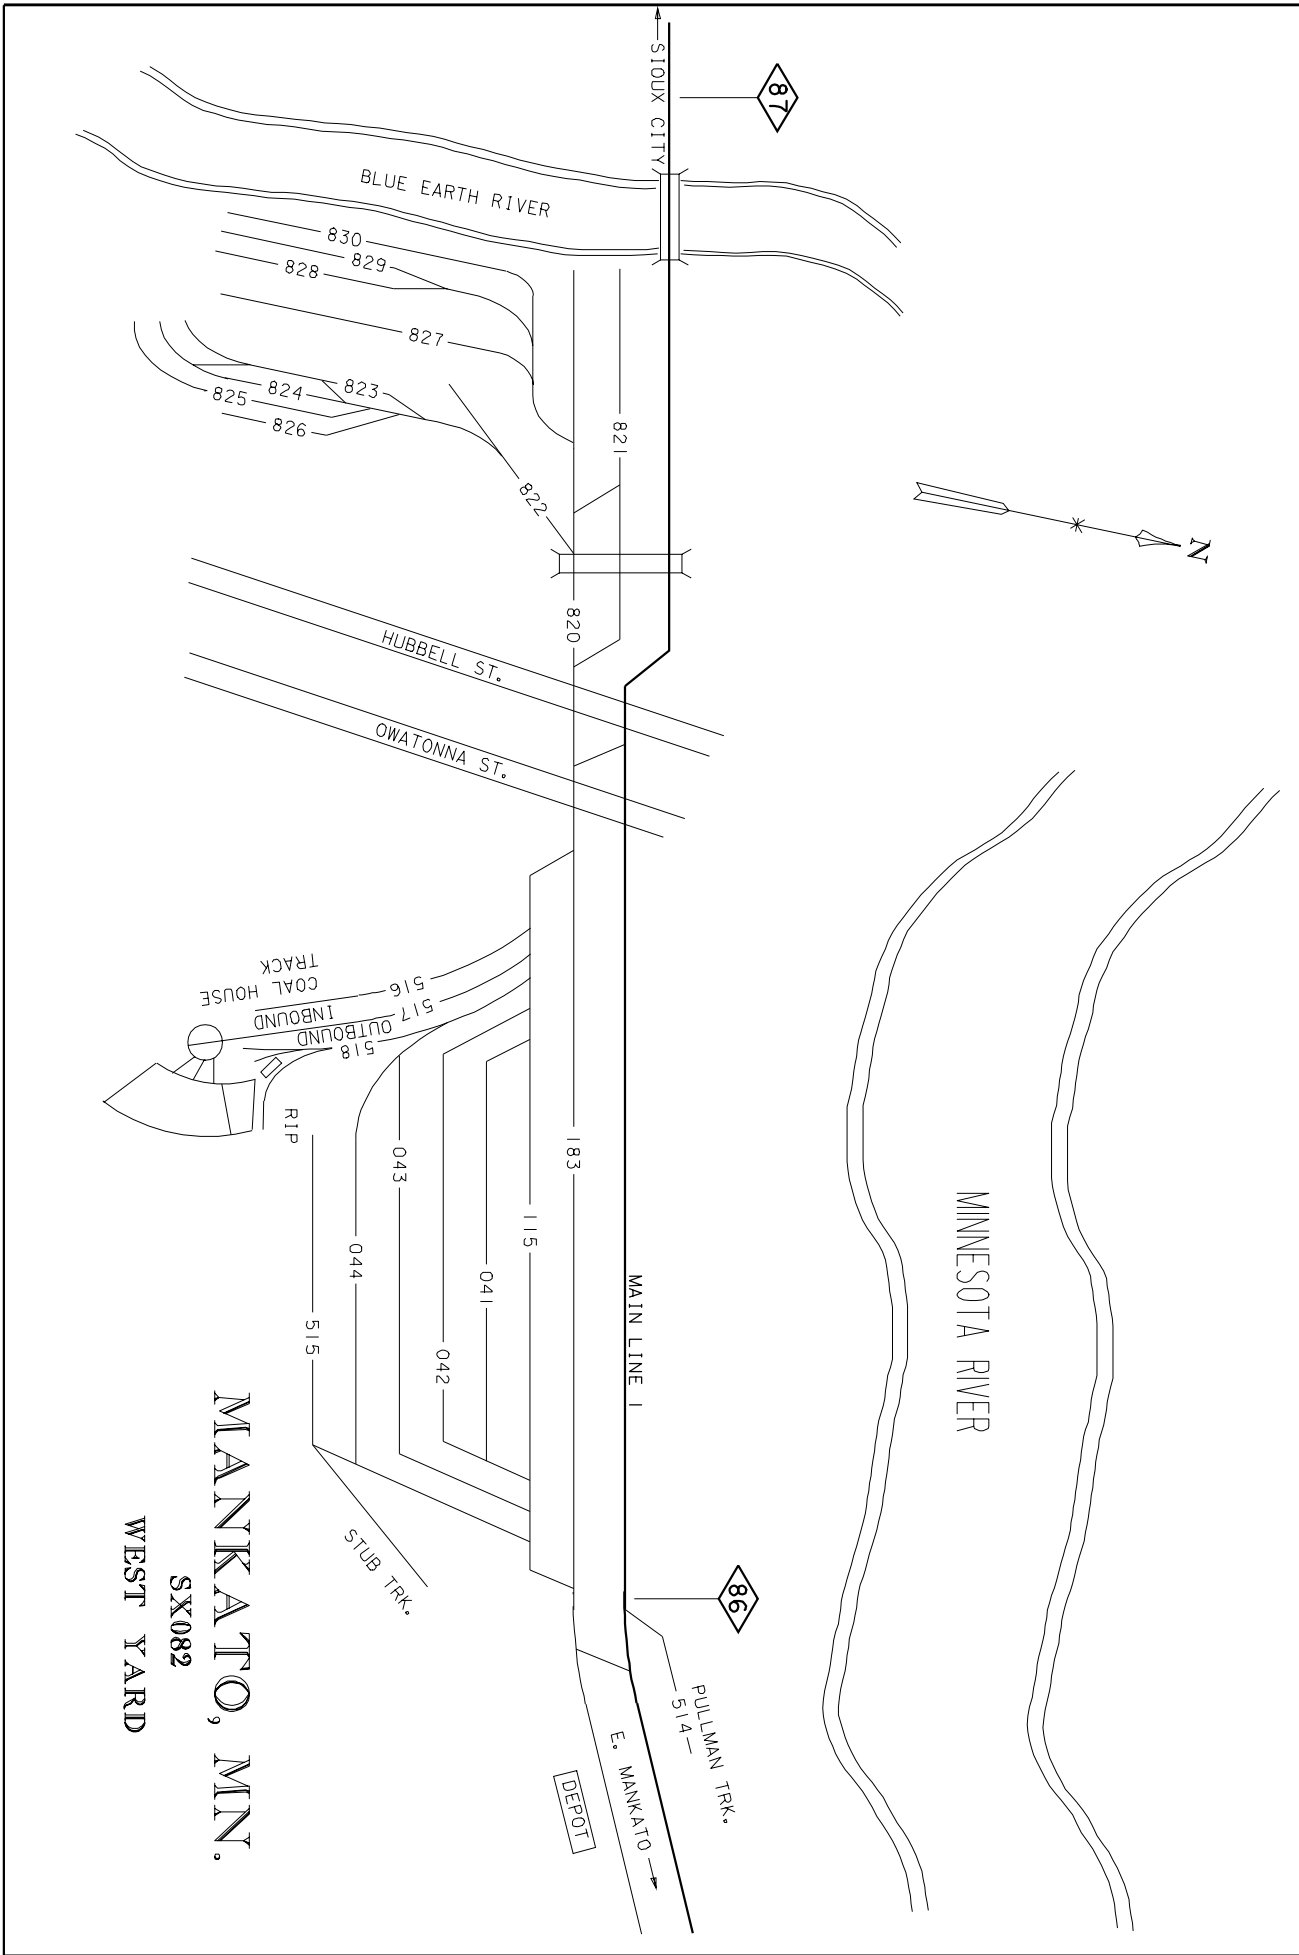 SIOUX CITY
87
BLUE EARTH RIVER
830
829
828
827
823
824
825
826
821
822
N
820
HUBBELL ST.
OWATONNA ST.
COAL HOUSE
TRACK
516
INBOUND
517
OUTBOUND
518
RIP
183
043
115
044
041
515
042
MAIN LINE 1
MINNESOTA RIVER
STUB TRK.
86
PULLMAN TRK.
514
E. MANKATO
DEPOT
MANKATO, MN.
SX082
WEST YARD